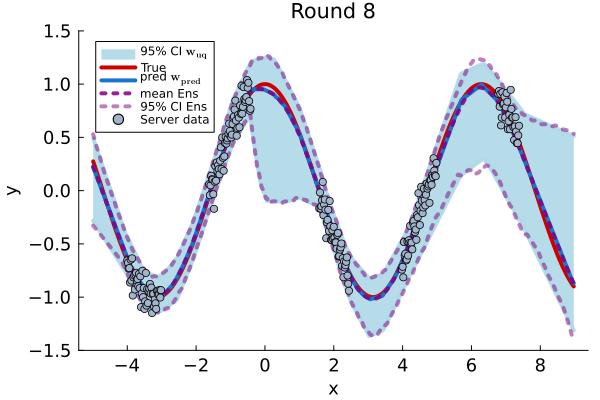 Round 8
y
1.5
1.0
0.5
0.0
−0.5
−1.0
−1.5
95% CI w_uq
True
pred w_pred
mean Ens
95% CI Ens
Server data
−4 −2 0 2 4 6 8
x